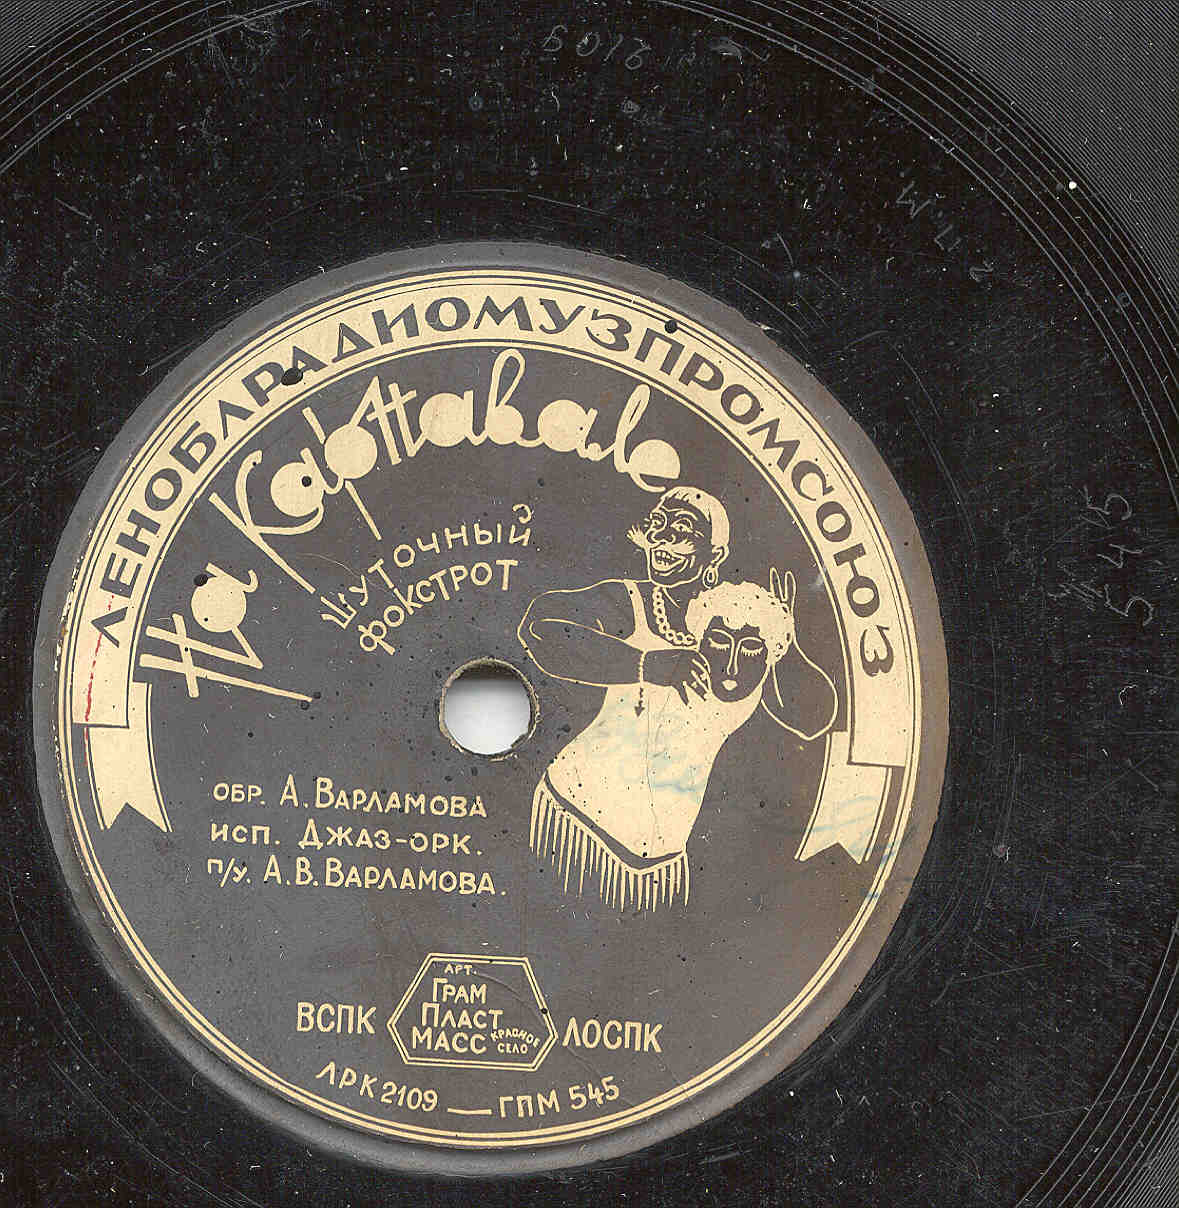 ЛЕНОБЛРАДИОМУЗПРОМСОЮЗ
На Карнавале
ШУТОЧНЫЙ
ФОКСТРОТ
ОБР. А. ВАРЛАМОВА
ИСП. ДЖАЗ-ОРК.
П/У. А.В. ВАРЛАМОВА.
АРТ.
ГРАМ
ПЛАСТ
МАСС
КРАСНОЕ
СЕЛО
ВСПК
ЛОСПК
ЛРК 2109 — ГПМ 545
545